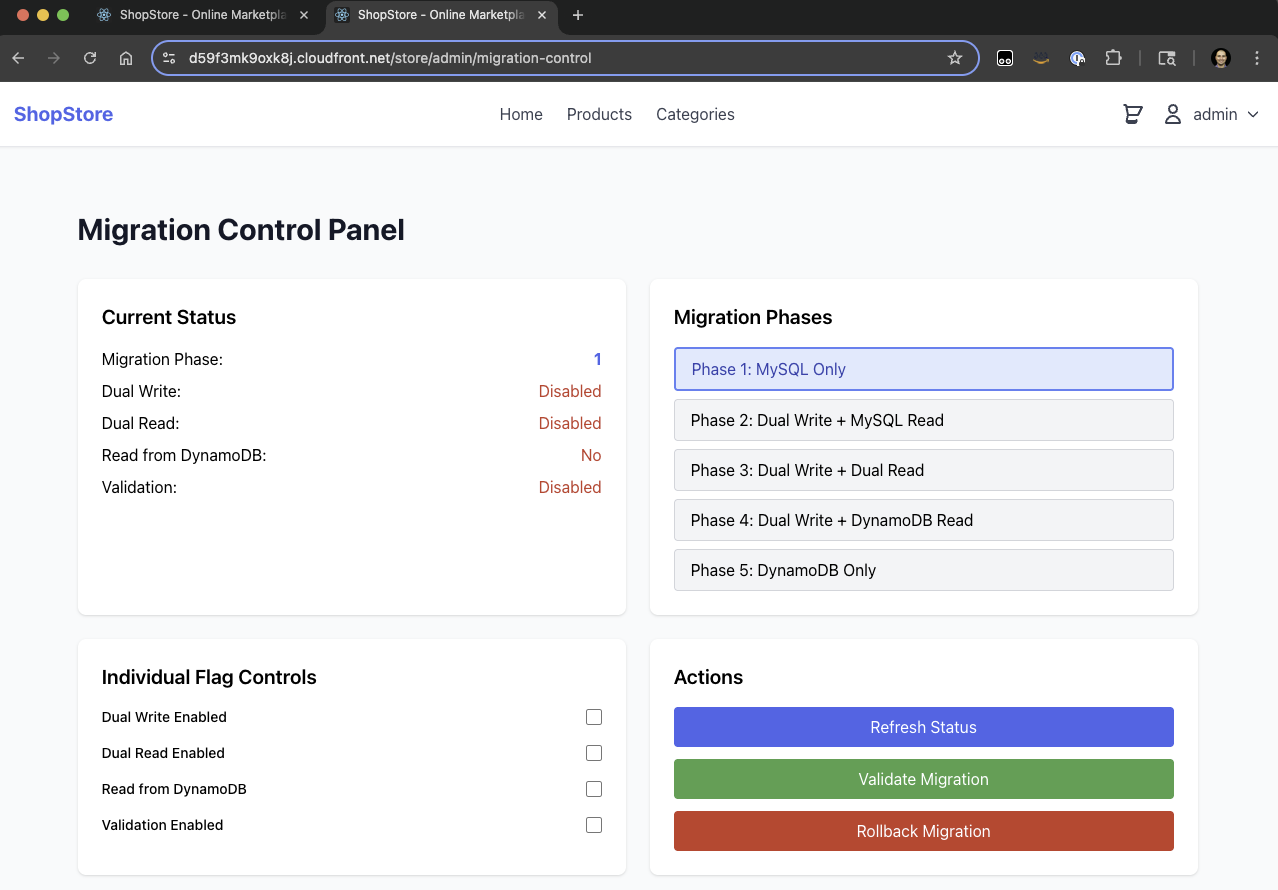 ShopStore - Online Marketpla
ShopStore - Online Marketpla
d59f3mk9oxk8j.cloudfront.net/store/admin/migration-control
ShopStore
Home
Products
Categories
admin
Migration Control Panel
Current Status
Migration Phase: 1
Dual Write: Disabled
Dual Read: Disabled
Read from DynamoDB: No
Validation: Disabled
Migration Phases
Phase 1: MySQL Only
Phase 2: Dual Write + MySQL Read
Phase 3: Dual Write + Dual Read
Phase 4: Dual Write + DynamoDB Read
Phase 5: DynamoDB Only
Individual Flag Controls
Dual Write Enabled
Dual Read Enabled
Read from DynamoDB
Validation Enabled
Actions
Refresh Status
Validate Migration
Rollback Migration